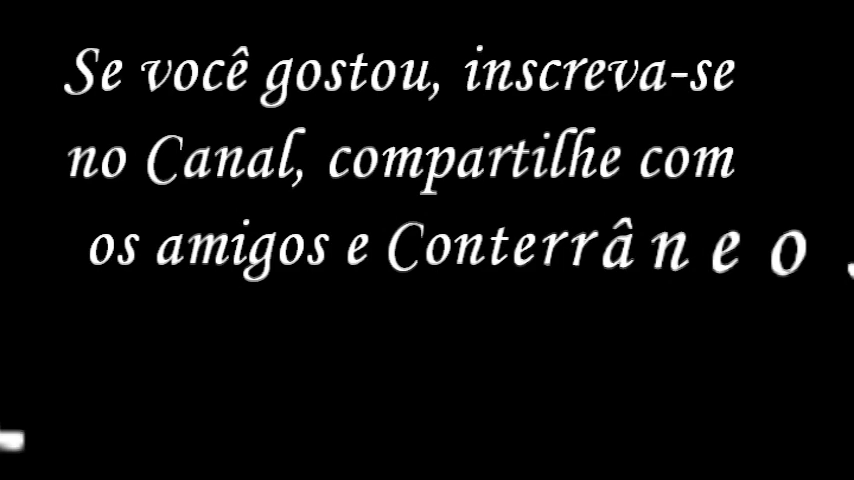 Se você gostou, inscreva-se
no Canal, compartilhe com
os amigos e Conterrâneo